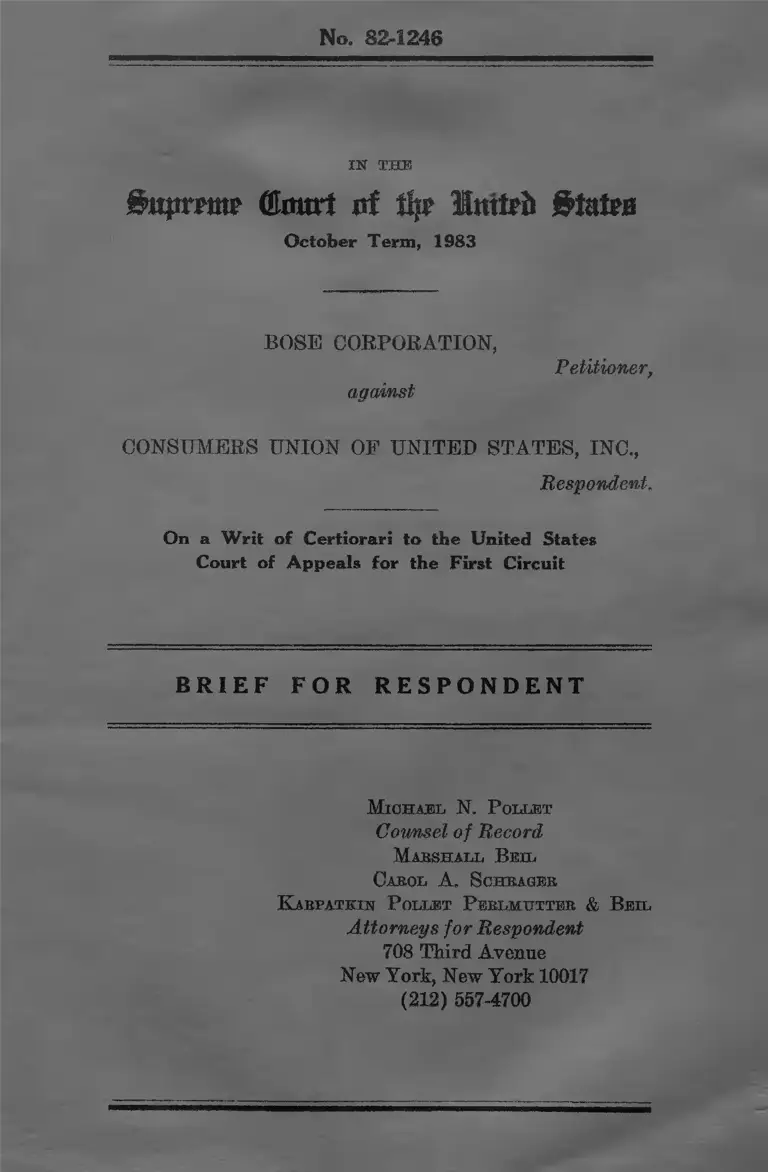 No. 82-1246
IN THE
Supreme Court of the United States
October Term, 1983
BOSE CORPORATION,
Petitioner,
against
CONSUMERS UNION OF UNITED STATES, INC.,
Respondent.
On a Writ of Certiorari to the United States
Court of Appeals for the First Circuit
BRIEF FOR RESPONDENT
MICHAEL N. POLLET
Counsel of Record
MARSHALL BEIL
CAROL A. SCHRAGER
KARPATKIN POLLET PERLMUTTER & BEIL
Attorneys for Respondent
708 Third Avenue
New York, New York 10017
(212) 557-4700